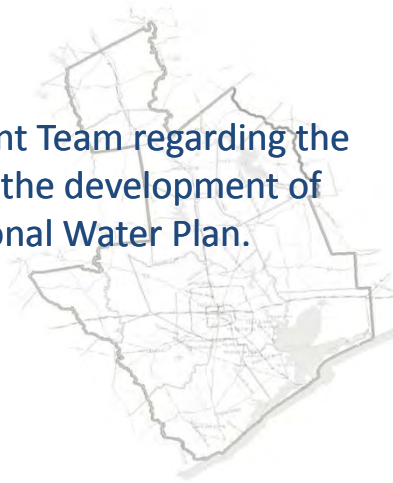 nt Team regarding the
the development of
onal Water Plan.